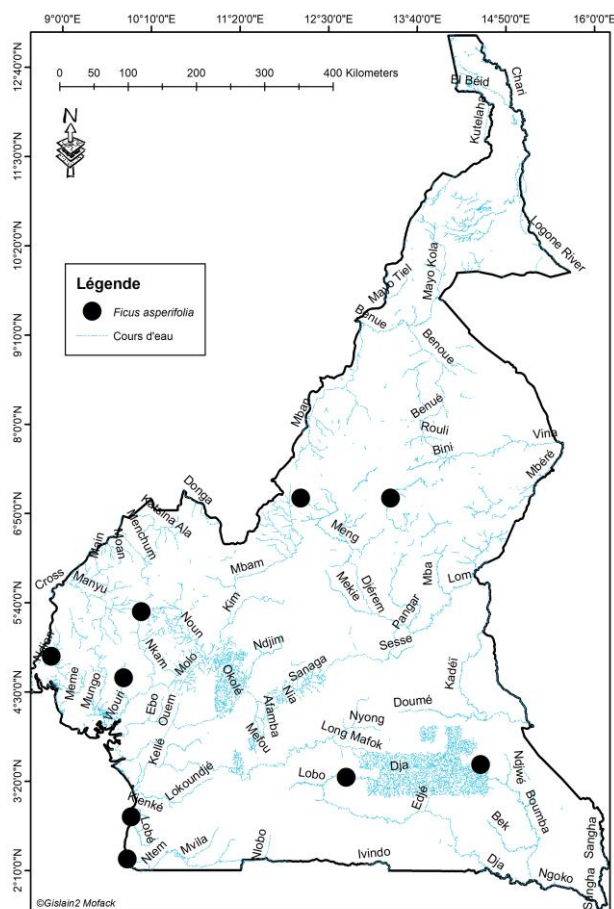 9°0'0"E 10°10'0"E 11°20'0"E 12°30'0"E 13°40'0"E 14°50'0"E 16°0'0"E
0 50 100 200 300 400 Kilometers
N
12°40'0"N
11°30'0"N
10°20'0"N
9°10'0"N
8°0'0"N
6°50'0"N
5°40'0"N
4°30'0"N
3°20'0"N
2°10'0"N
El Béid
Chari
Kutelaha
Logone River
Légende
Ficus asperifolia
Cours d'eau
Mayo Tiel
Mayo Kola
Benue
Benoue
Benué
Mban
Rouli
Bini
Vina
Mbéré
Donga
Katsina Ala
Menchum
Moan
Main
Meng
Cross
Manyu
Mbam
Mekie
Djérem
Mba
Lom
Pangar
Kim
Noun
Ndjim
Sesse
Ndian
Nkam
Molo
Okolé
Sanaga
Nia
Kadéï
Meme
Mungo
Wouri
Ebo
Ouem
Afamba
Doumé
Nyong
Mefou
Long Mafok
Kellé
Lokoundjé
Lobo
Dja
Ndjwé
Kienké
Edjé
Boumba
Lobé
Bek
Ntem
Mvila
Nlobo
Ivindo
Dja
Ngoko
Sangha
Sangha
©Gislain2 Mofack